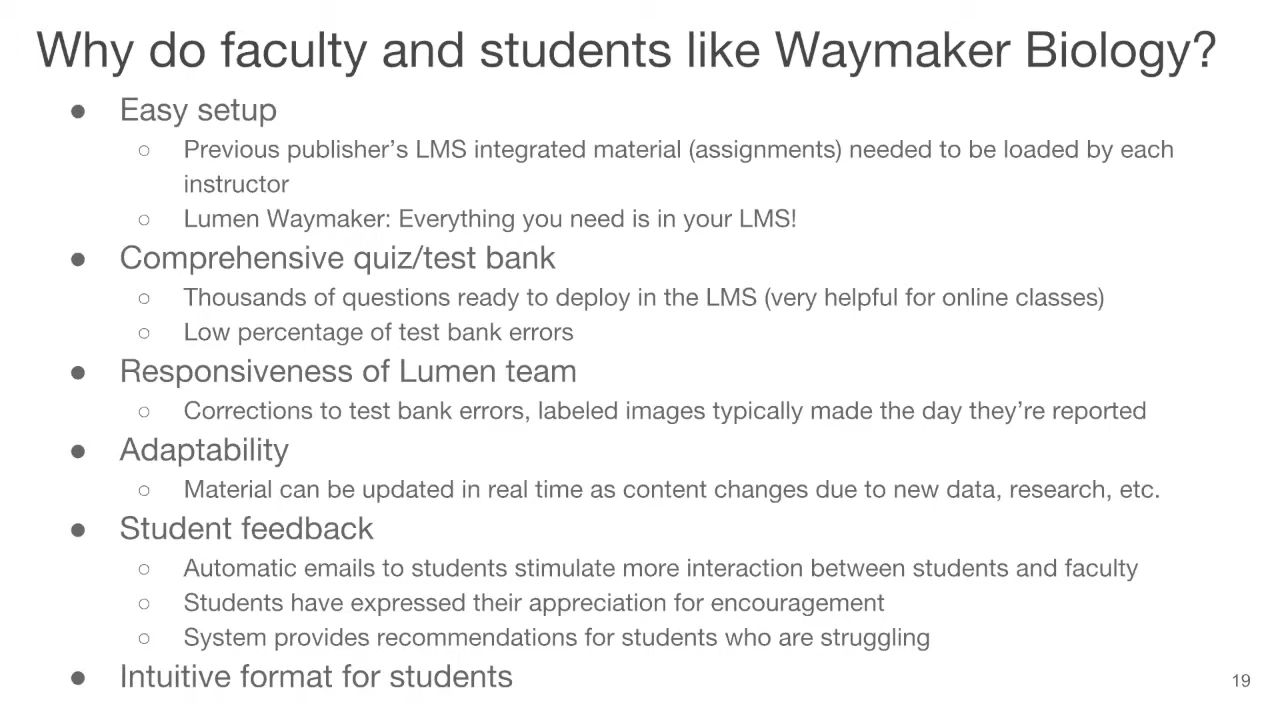 Why do faculty and students like Waymaker Biology?
● Easy setup
○ Previous publisher’s LMS integrated material (assignments) needed to be loaded by each
instructor
○ Lumen Waymaker: Everything you need is in your LMS!
● Comprehensive quiz/test bank
○ Thousands of questions ready to deploy in the LMS (very helpful for online classes)
○ Low percentage of test bank errors
● Responsiveness of Lumen team
○ Corrections to test bank errors, labeled images typically made the day they’re reported
● Adaptability
○ Material can be updated in real time as content changes due to new data, research, etc.
● Student feedback
○ Automatic emails to students stimulate more interaction between students and faculty
○ Students have expressed their appreciation for encouragement
○ System provides recommendations for students who are struggling
● Intuitive format for students
19